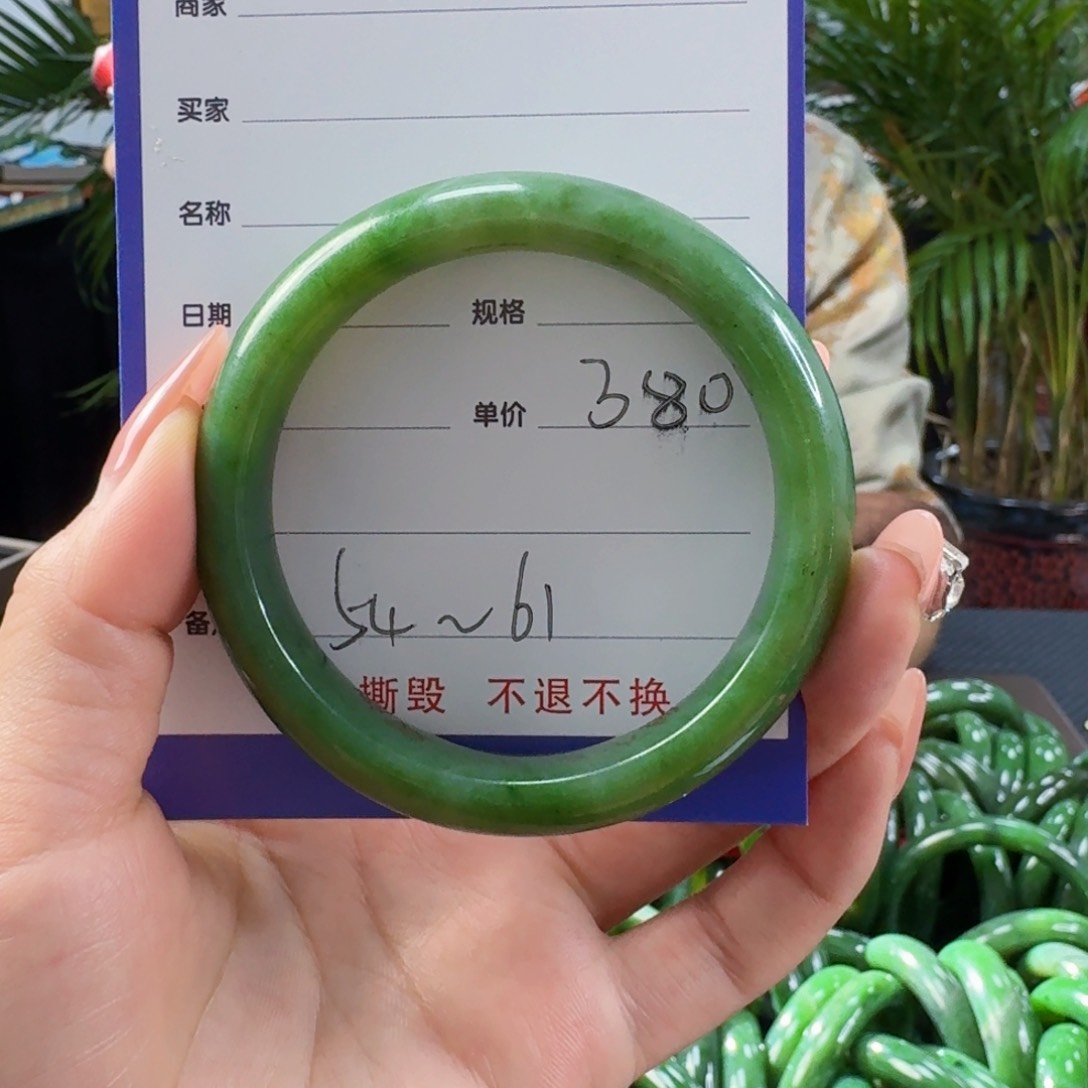 商家
买家
名称
日期 规格
单价 380
54~61
撕毁 不退不换